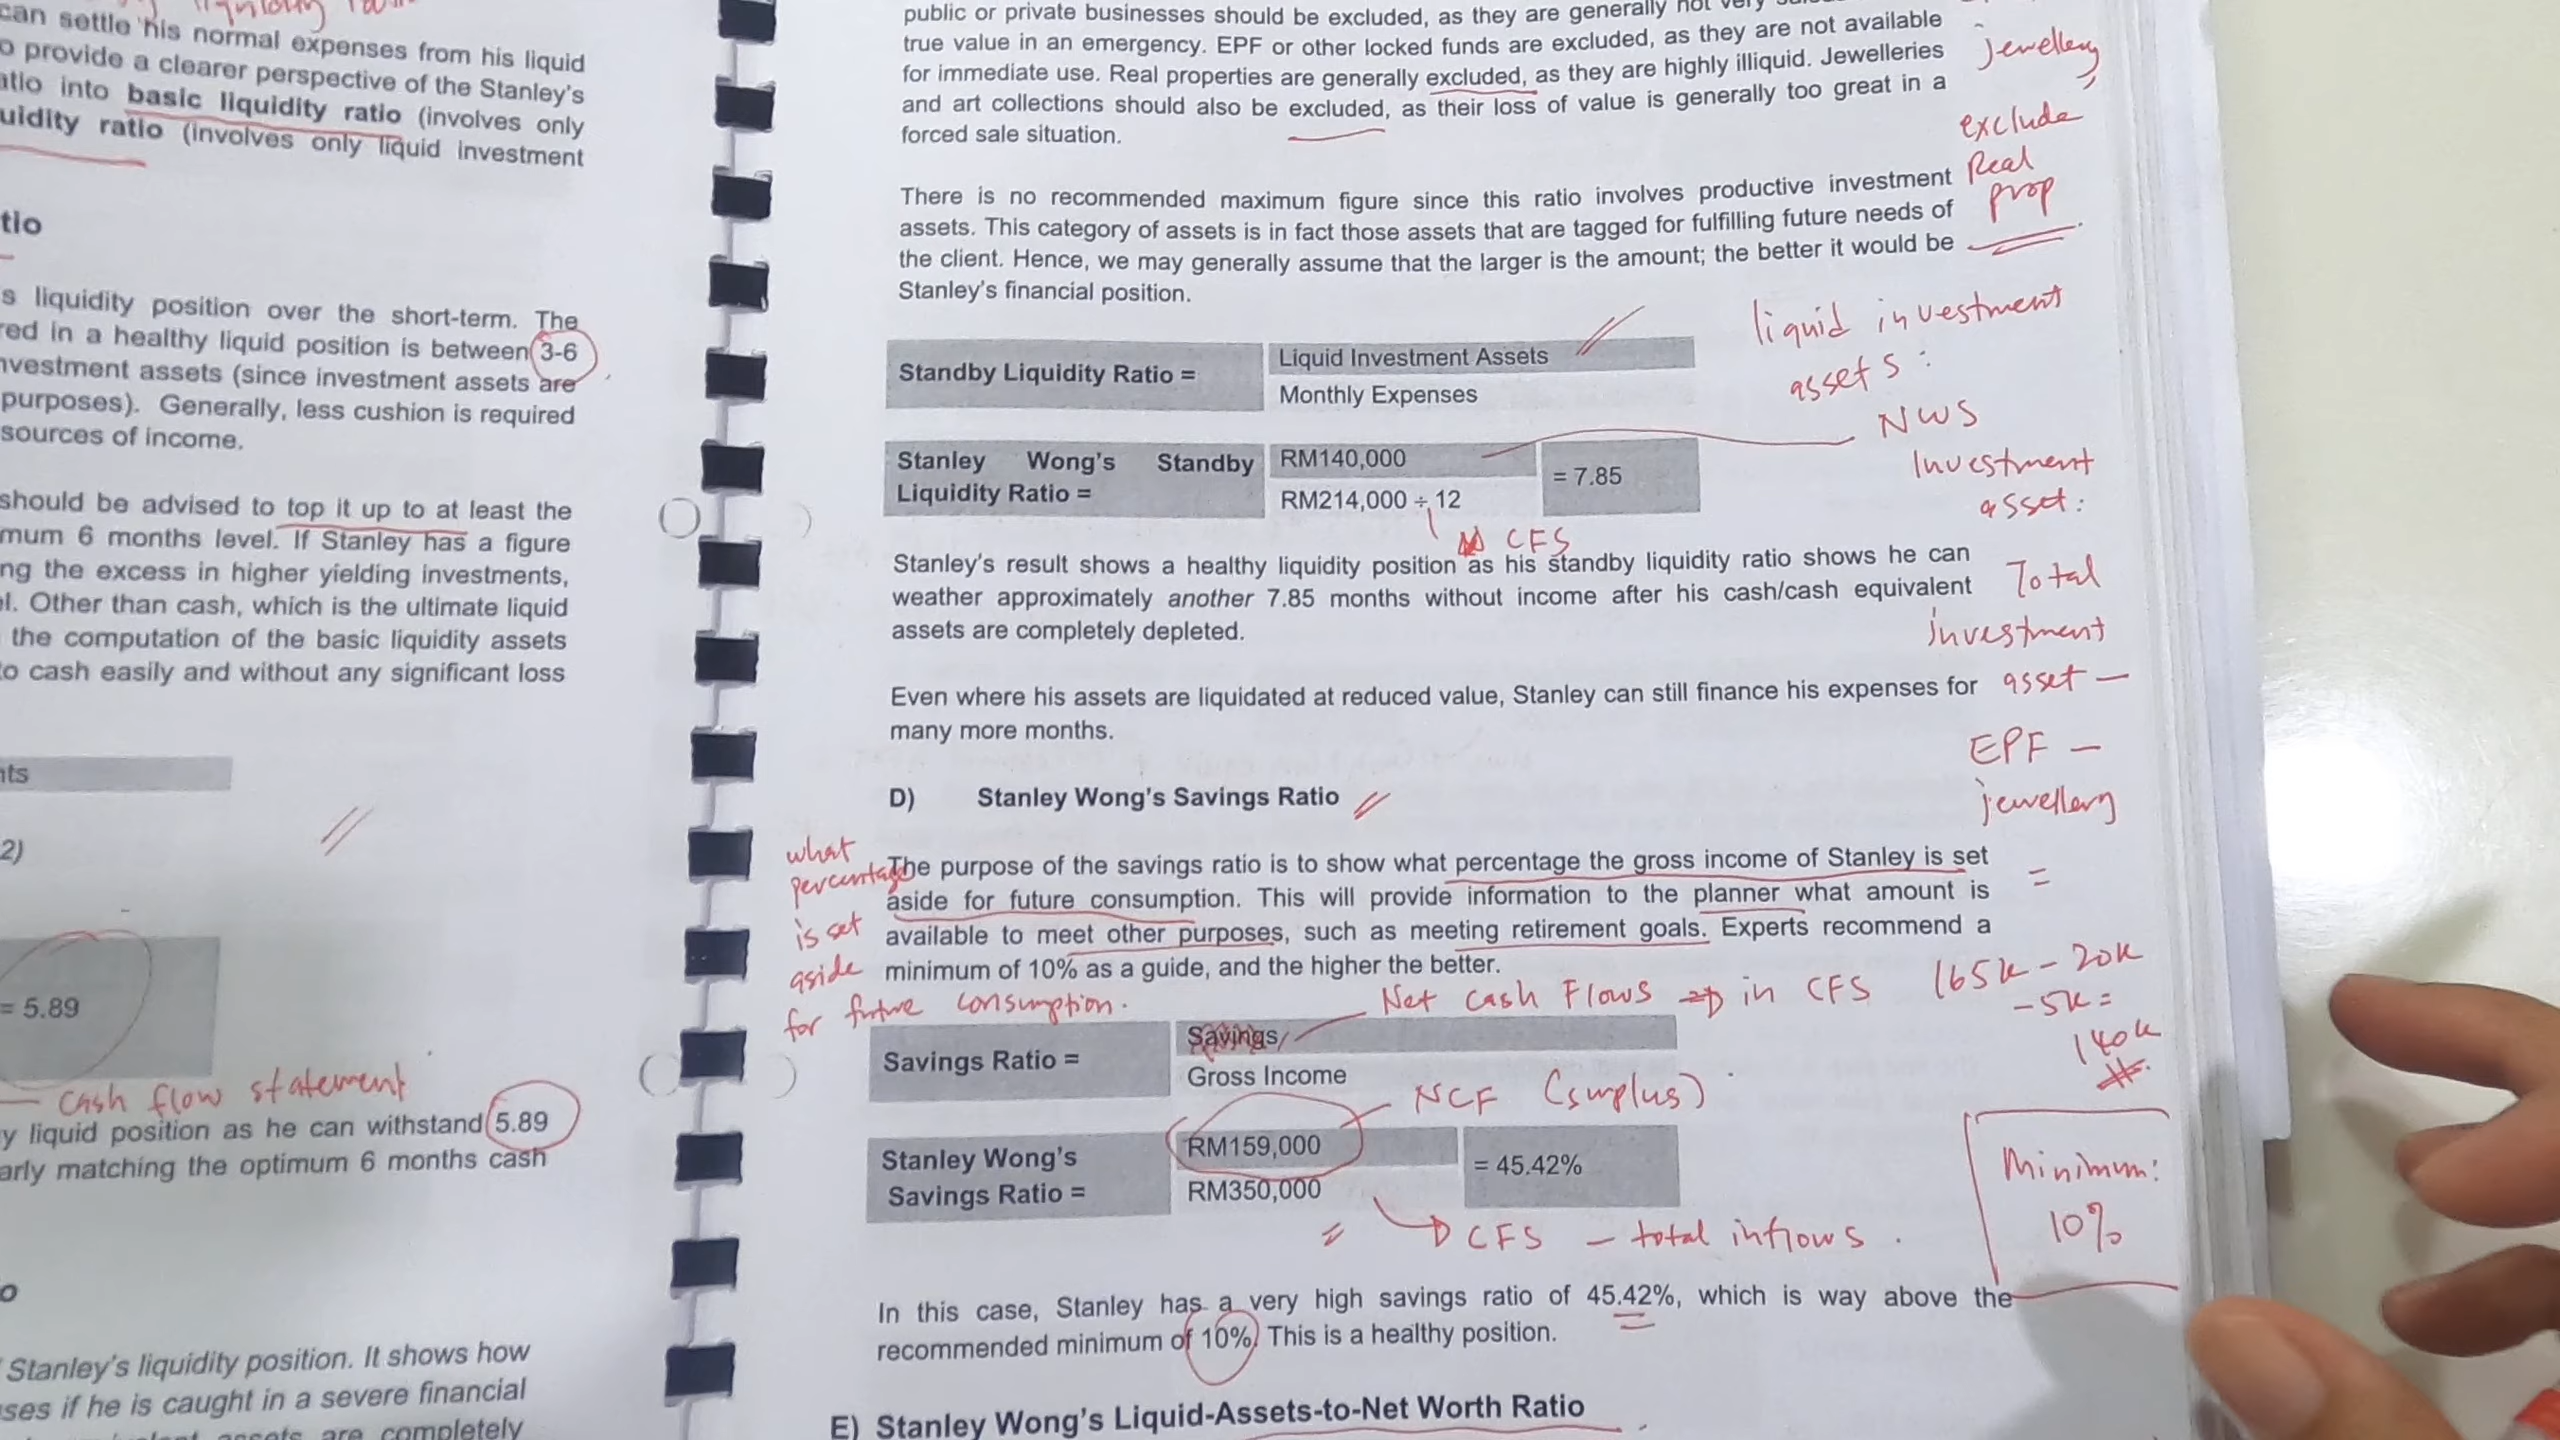 can settle his normal expenses from his liquid
o provide a clearer perspective of the Stanley's
atio into basic liquidity ratio (involves only
uidity ratio (involves only liquid investment
tio
s liquidity position over the short-term. The
red in a healthy liquid position is between 3-6
nvestment assets (since investment assets are
purposes). Generally, less cushion is required
sources of income.
should be advised to top it up to at least the
mum 6 months level. If Stanley has a figure
ng the excess in higher yielding investments,
el. Other than cash, which is the ultimate liquid
the computation of the basic liquidity assets
to cash easily and without any significant loss
nts
2)
= 5.89
cash flow statement
y liquid position as he can withstand 5.89
arly matching the optimum 6 months cash
o
Stanley's liquidity position. It shows how
ses if he is caught in a severe financial
assets are completely
public or private businesses should be excluded, as they are generally not very
true value in an emergency. EPF or other locked funds are excluded, as they are not available
for immediate use. Real properties are generally excluded, as they are highly illiquid. Jewelleries
and art collections should also be excluded, as their loss of value is generally too great in a
forced sale situation.
jewellery,
exclude
Real
prop
There is no recommended maximum figure since this ratio involves productive investment
assets. This category of assets is in fact those assets that are tagged for fulfilling future needs of
the client. Hence, we may generally assume that the larger is the amount; the better it would be
Stanley's financial position.
liquid investment
assets :
NWS
Investment
asset :
Total
investment
asset —
EPF —
jewellery
=
165k - 20k
- 5k =
140k
Standby Liquidity Ratio =
Liquid Investment Assets
Monthly Expenses
Stanley Wong's Standby
Liquidity Ratio =
RM140,000
RM214,000 ÷ 12
= 7.85
CFS
Stanley's result shows a healthy liquidity position as his standby liquidity ratio shows he can
weather approximately another 7.85 months without income after his cash/cash equivalent
assets are completely depleted.
Even where his assets are liquidated at reduced value, Stanley can still finance his expenses for
many more months.
D) Stanley Wong's Savings Ratio
what
percentage
is set
aside
for future consumption.
The purpose of the savings ratio is to show what percentage the gross income of Stanley is set
aside for future consumption. This will provide information to the planner what amount is
available to meet other purposes, such as meeting retirement goals. Experts recommend a
minimum of 10% as a guide, and the higher the better.
Net Cash Flows → in CFS
Savings Ratio =
Savings
Gross Income
NCF (surplus)
Stanley Wong's
Savings Ratio =
RM159,000
RM350,000
= 45.42%
CFS - total inflows.
Minimum:
10%
In this case, Stanley has a very high savings ratio of 45.42%, which is way above the
recommended minimum of 10%. This is a healthy position.
E) Stanley Wong's Liquid-Assets-to-Net Worth Ratio